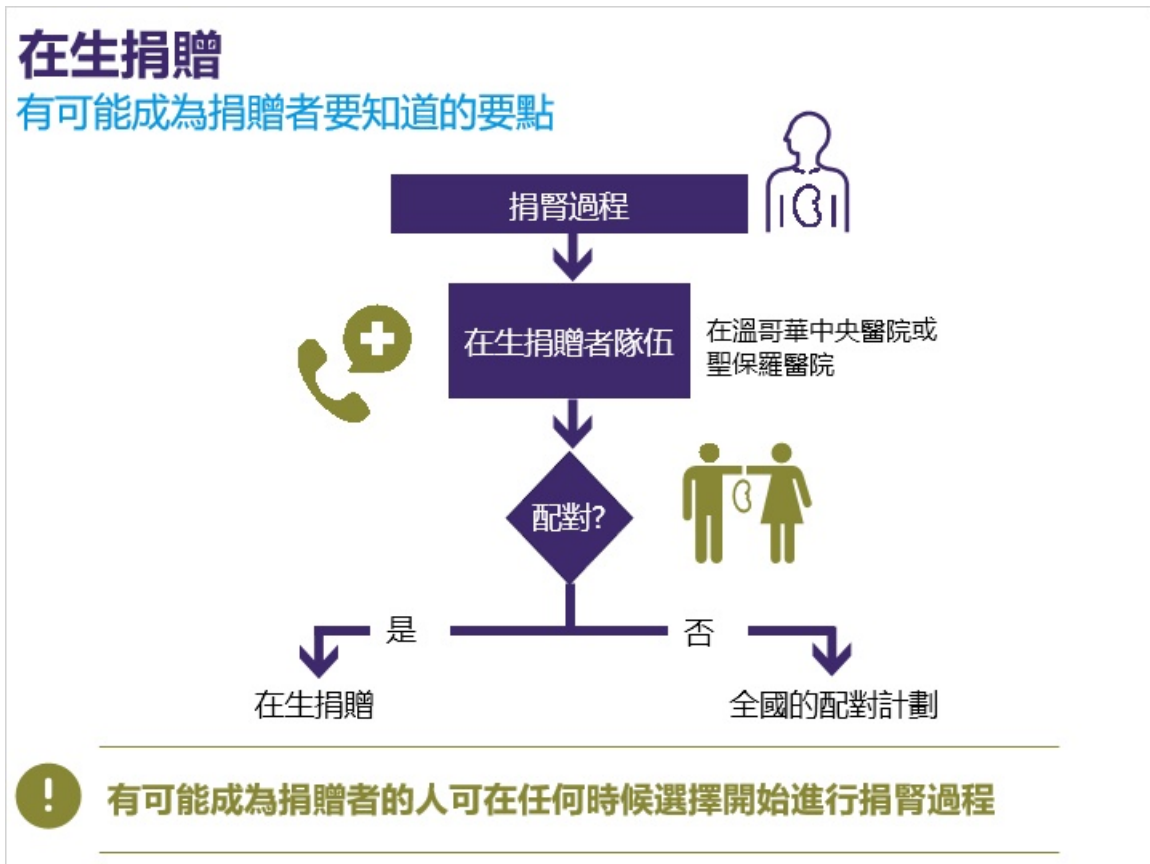 在生捐贈
有可能成為捐贈者要知道的要點
捐腎過程
在生捐贈者隊伍
在溫哥華中央醫院或
聖保羅醫院
配對?
是
否
在生捐贈
全國的配對計劃
有可能成為捐贈者的人可在任何時候選擇開始進行捐腎過程